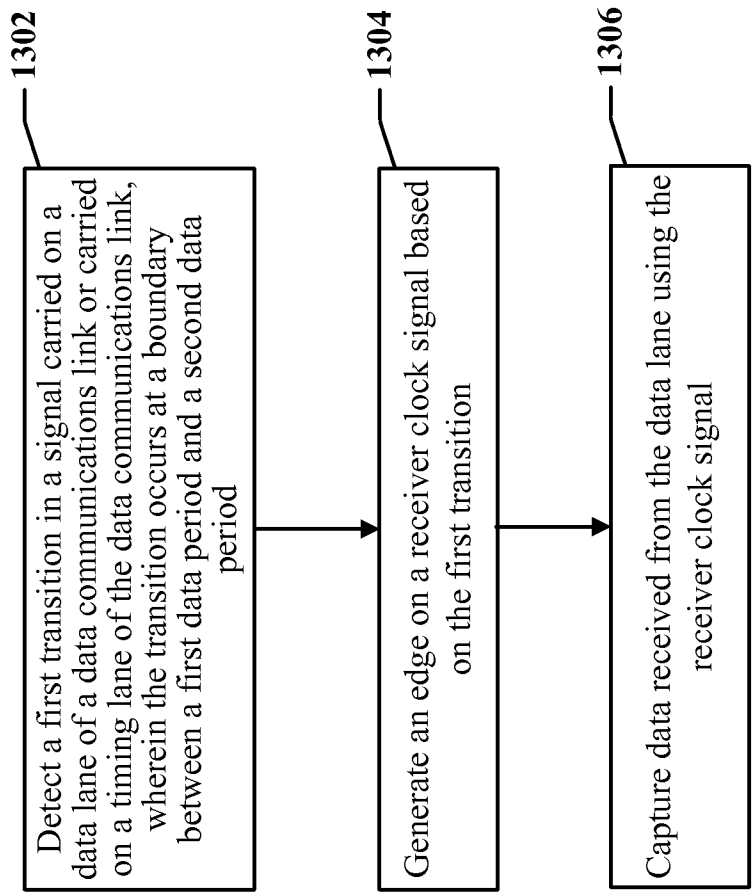 1302
Detect a first transition in a signal carried on a
data lane of a data communications link or carried
on a timing lane of the data communications link,
wherein the transition occurs at a boundary
between a first data period and a second data
period
1304
Generate an edge on a receiver clock signal based
on the first transition
1306
Capture data received from the data lane using the
receiver clock signal